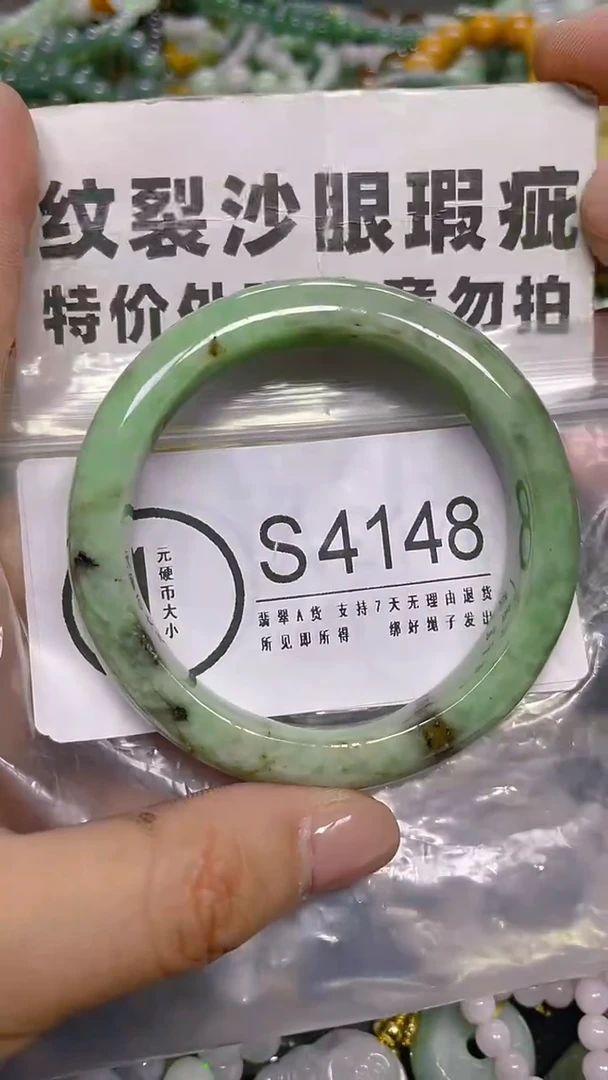 纹裂沙眼瑕疵
特价处 意勿拍
S4148
元硬币大小
翡翠A货 支持7天无理由退货
所见即所得 绑好绳子发出